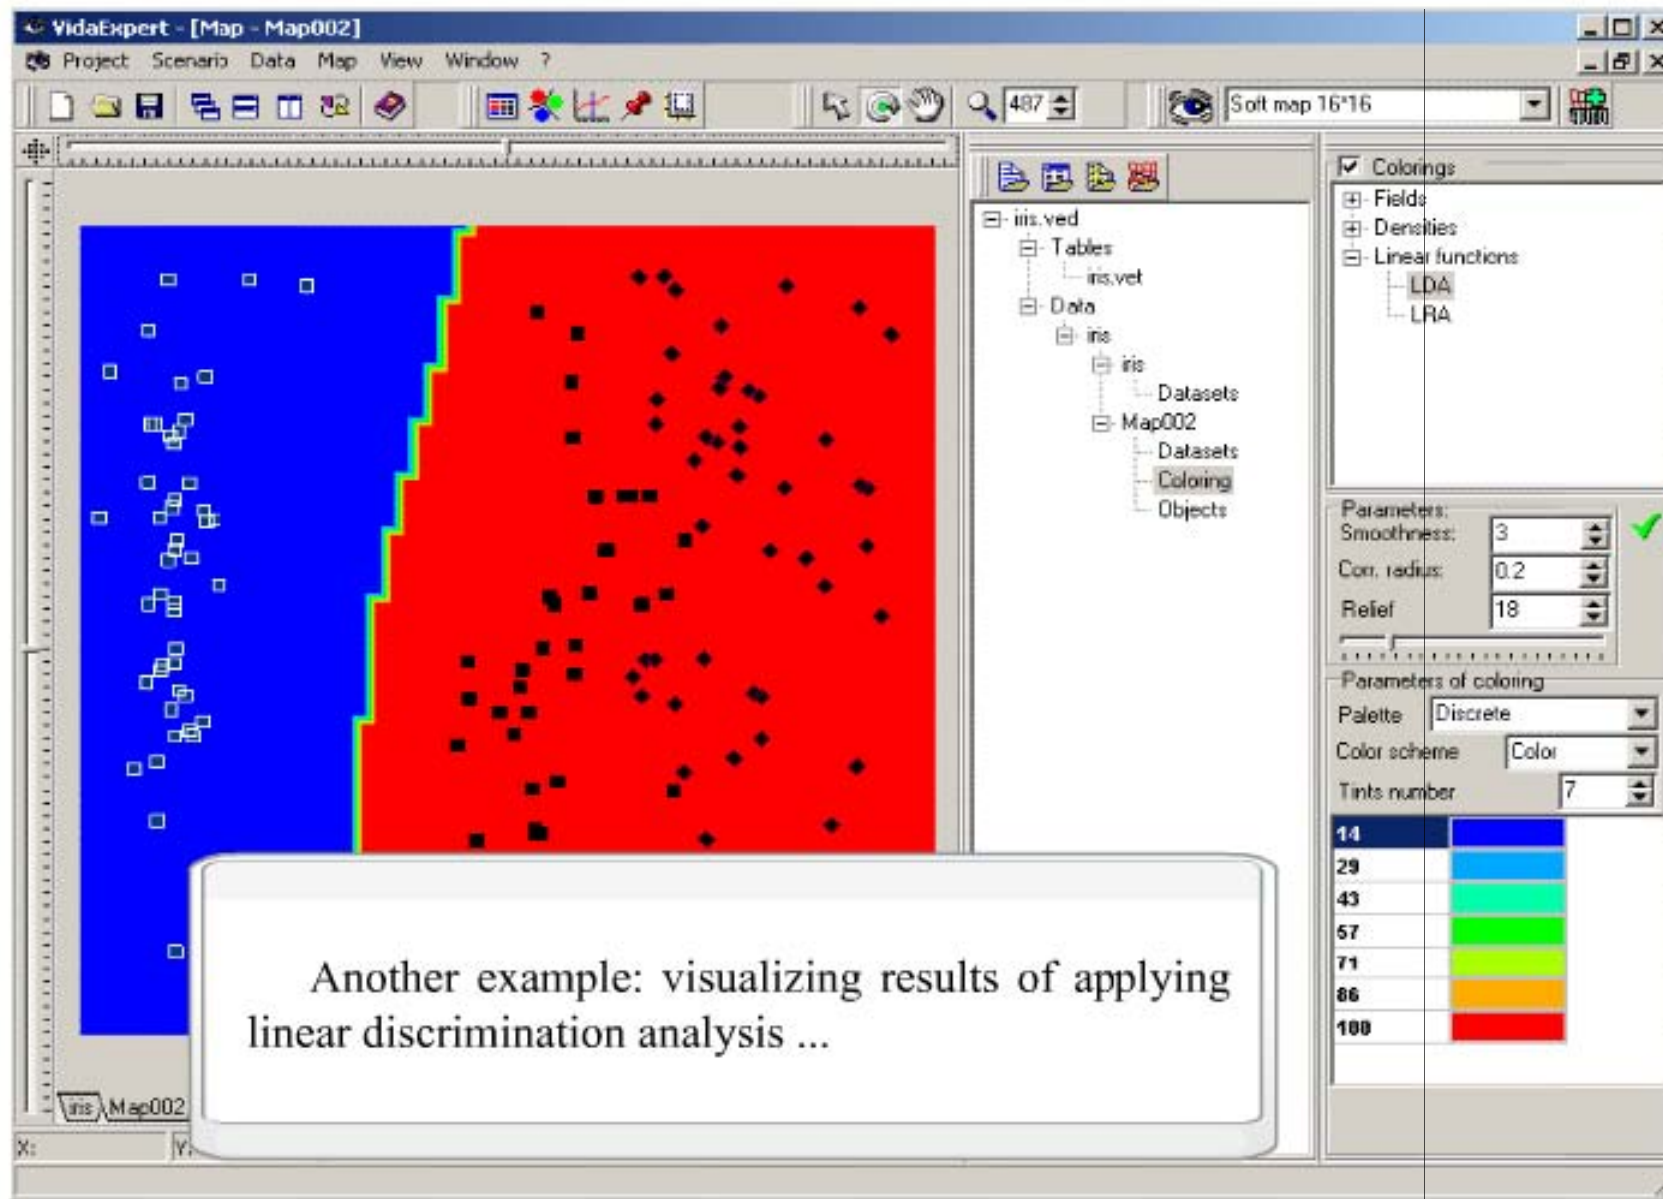 VidaExpert - [Map - Map002]
Project Scenario Data Map View Window ?
487
Soft map 16*16
iris.ved
Tables
iris.vet
Data
iris
iris
Datasets
Map002
Datasets
Coloring
Objects
Colorings
Fields
Densities
Linear functions
LDA
LRA
Parameters:
Smoothness: 3
Corr. radius: 0.2
Relief 18
Parameters of coloring
Palette Discrete
Color scheme Color
Tints number 7
14
29
43
57
71
86
100
Another example: visualizing results of applying
linear discrimination analysis ...
iris Map002
X: Y: